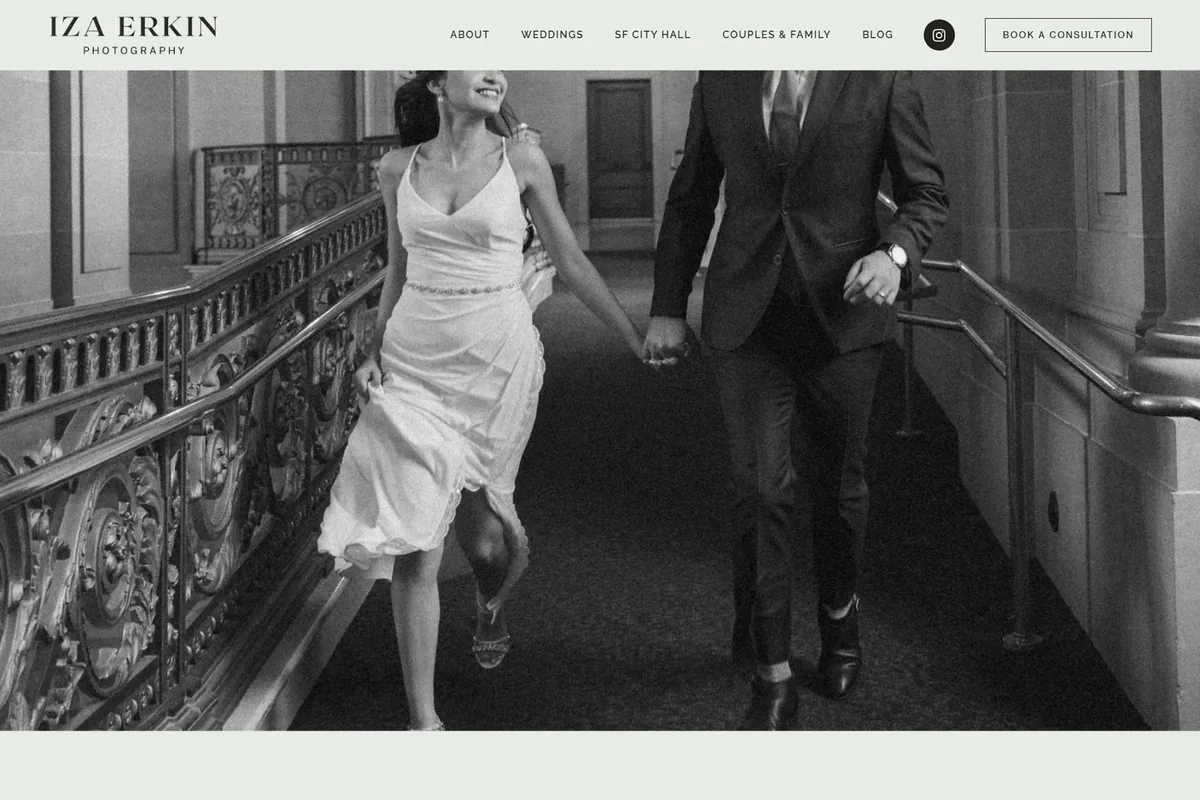 IZA ERKIN
PHOTOGRAPHY
ABOUT WEDDINGS SF CITY HALL COUPLES & FAMILY BLOG BOOK A CONSULTATION